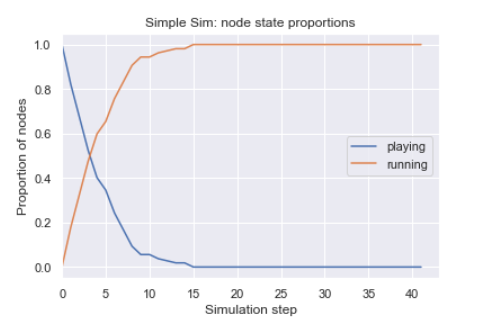 Simple Sim: node state proportions
Proportion of nodes
1.0
0.8
0.6
0.4
0.2
0.0
playing
running
0 5 10 15 20 25 30 35 40
Simulation step